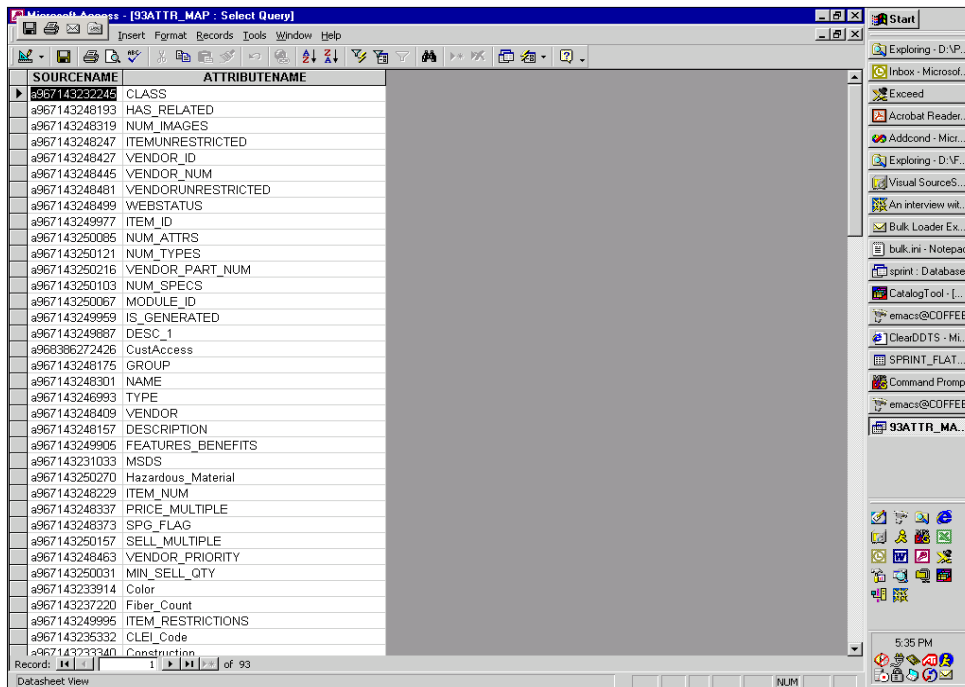 Microsoft Access - [93ATTR_MAP : Select Query]
Insert Format Records Tools Window Help
SOURCENAME ATTRIBUTENAME
a967143232245 CLASS
a967143248193 HAS_RELATED
a967143248319 NUM_IMAGES
a967143248247 ITEMUNRESTRICTED
a967143248427 VENDOR_ID
a967143248445 VENDOR_NUM
a967143248481 VENDORUNRESTRICTED
a967143248499 WEBSTATUS
a967143249977 ITEM_ID
a967143250085 NUM_ATTRS
a967143250121 NUM_TYPES
a967143250216 VENDOR_PART_NUM
a967143250103 NUM_SPECS
a967143250067 MODULE_ID
a967143249959 IS_GENERATED
a967143249887 DESC_1
a968386272426 CustAccess
a967143248175 GROUP
a967143248301 NAME
a967143246993 TYPE
a967143248409 VENDOR
a967143248157 DESCRIPTION
a967143249905 FEATURES_BENEFITS
a967143231033 MSDS
a967143250270 Hazardous_Material
a967143248229 ITEM_NUM
a967143248337 PRICE_MULTIPLE
a967143248373 SPG_FLAG
a967143250157 SELL_MULTIPLE
a967143248463 VENDOR_PRIORITY
a967143250031 MIN_SELL_QTY
a967143233914 Color
a967143237220 Fiber_Count
a967143249995 ITEM_RESTRICTIONS
a967143235332 CLEI_Code
a967143233340 Construction
Record: 1 of 93
Datasheet View NUM
Start
Exploring - D:\P...
Inbox - Microsof...
Exceed
Acrobat Reader...
Addcond - Micr...
Exploring - D:\F...
Visual SourceS...
An interview wit...
Bulk Loader Ex...
bulk.ini - Notepad
sprint : Database
CatalogTool - [...
emacs@COFFEE
ClearDDTS - Mi...
SPRINT_FLAT...
Command Promp
emacs@COFFEE
93ATTR_MA...
5:35 PM